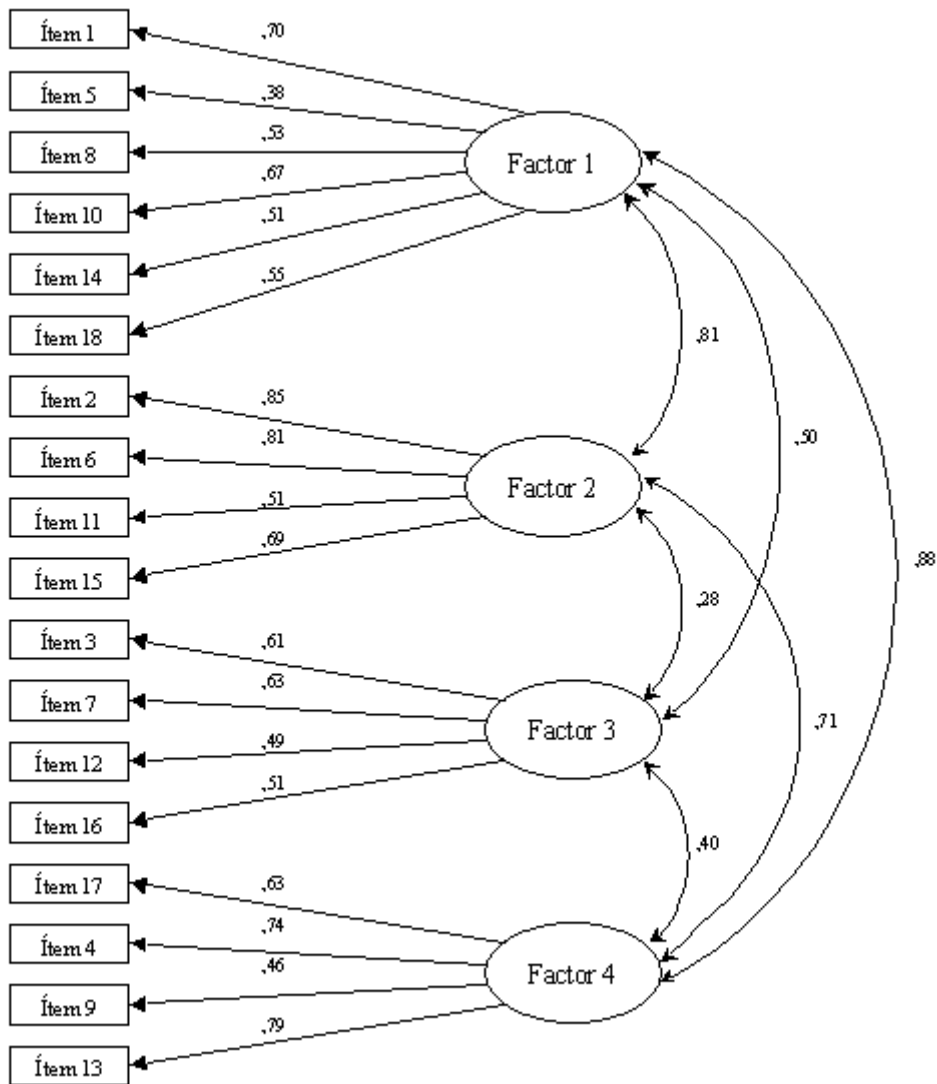 Ítem 1
,70
Ítem 5
,38
Ítem 8
,53
Factor 1
Ítem 10
,67
Ítem 14
,51
Ítem 18
,55
,81
Ítem 2
,85
,50
Ítem 6
,81
Factor 2
Ítem 11
,51
Ítem 15
,69
,88
,28
Ítem 3
,61
Ítem 7
,63
Factor 3
,71
Ítem 12
,49
Ítem 16
,51
,40
Ítem 17
,63
Ítem 4
,74
Factor 4
Ítem 9
,46
Ítem 13
,79